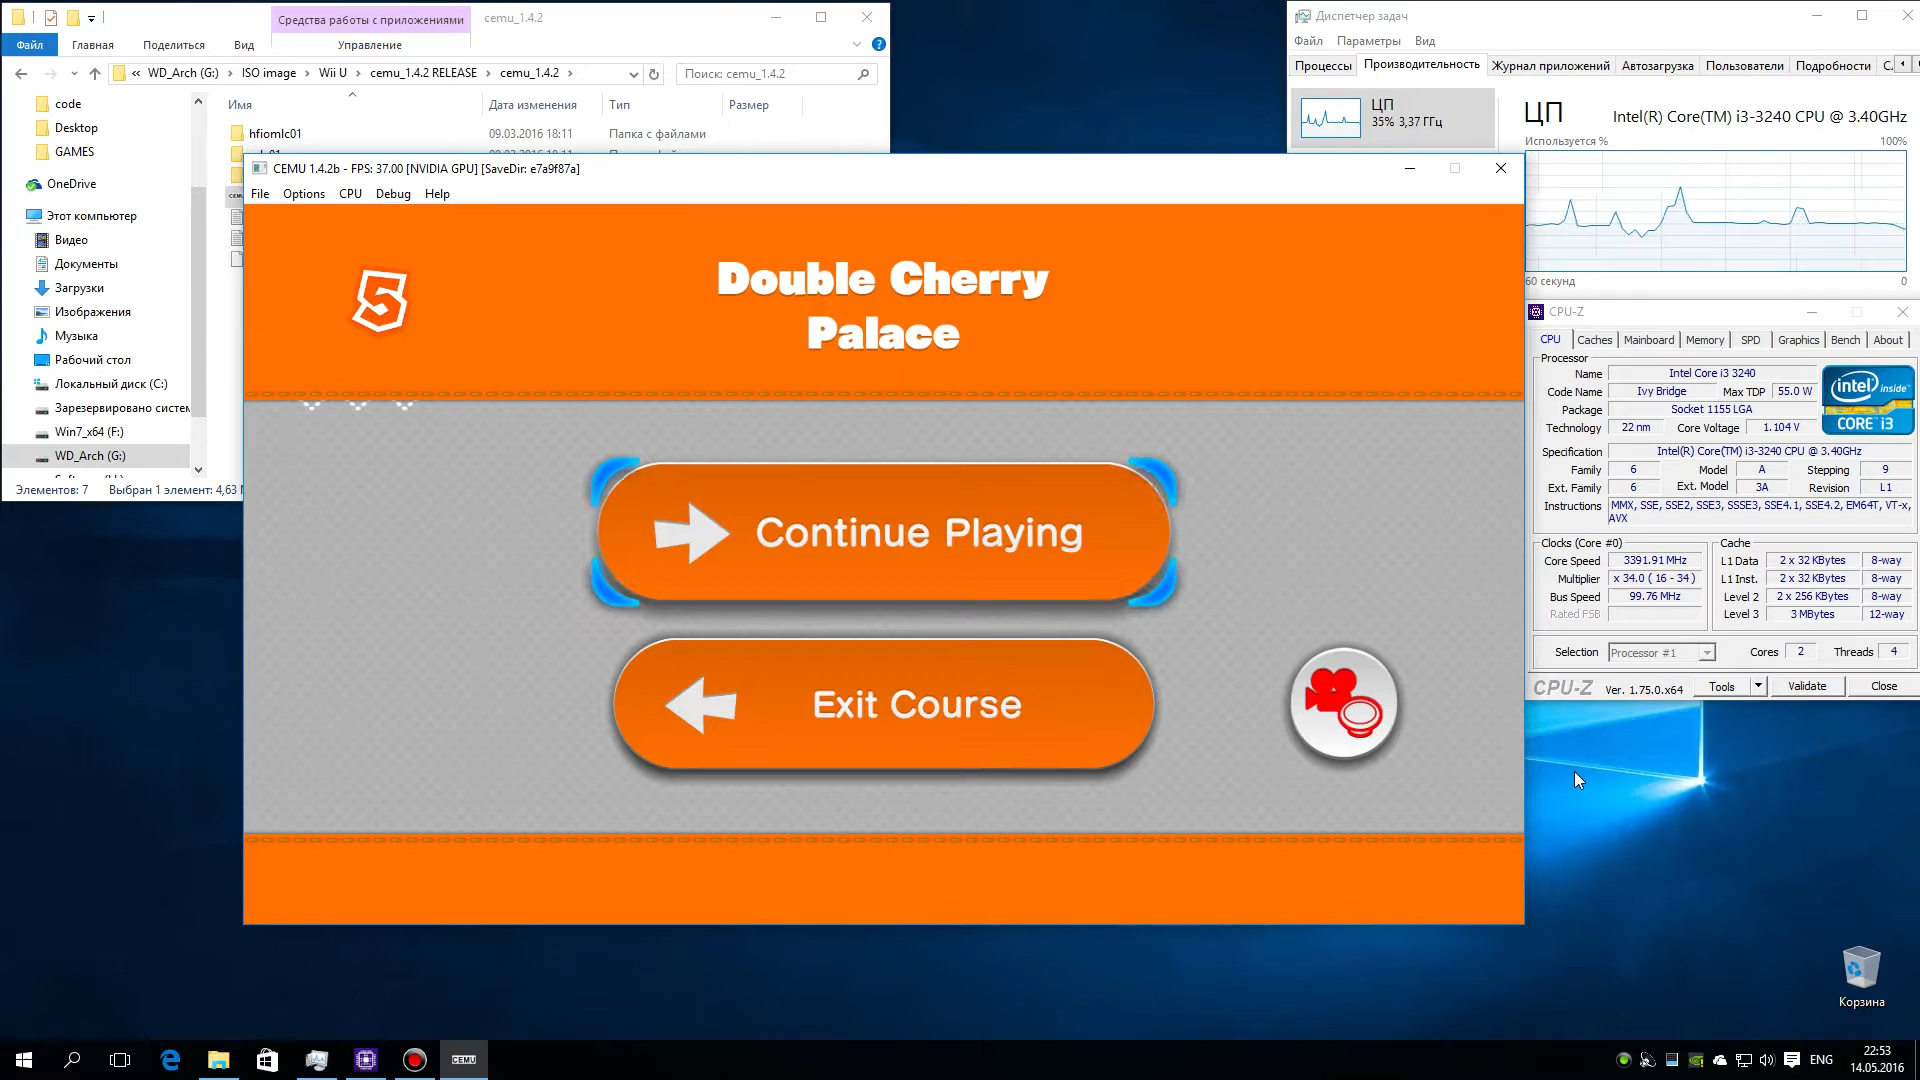 Средства работы с приложениями
cemu_1.4.2
Файл
Главная
Поделиться
Вид
Управление
« WD_Arch (G:) > ISO image > Wii U > cemu_1.4.2 RELEASE > cemu_1.4.2 >
Поиск: cemu_1.4.2
code
Desktop
GAMES
OneDrive
Этот компьютер
Видео
Документы
Загрузки
Изображения
Музыка
Рабочий стол
Локальный диск (C:)
Зарезервировано систем
Win7_x64 (F:)
WD_Arch (G:)
Имя
Дата изменения
Тип
Размер
hfiomlc01
09.03.2016 18:11
Папка с файлами
Элементов: 7
Выбран 1 элемент: 4,63 М
CEMU 1.4.2b - FPS: 37.00 [NVIDIA GPU] [SaveDir: e7a9f87a]
File
Options
CPU
Debug
Help
5
Double Cherry
Palace
Continue Playing
Exit Course
Диспетчер задач
Файл
Параметры
Вид
Процессы
Производительность
Журнал приложений
Автозагрузка
Пользователи
Подробности
С
ЦП
35% 3,37 ГГц
ЦП
Intel(R) Core(TM) i3-3240 CPU @ 3.40GHz
Используется %
100%
60 секунд
0
CPU-Z
CPU
Caches
Mainboard
Memory
SPD
Graphics
Bench
About
Processor
Name
Intel Core i3 3240
Code Name
Ivy Bridge
Max TDP
55.0 W
Package
Socket 1155 LGA
Technology
22 nm
Core Voltage
1.104 V
intel inside
CORE i3
Specification
Intel(R) Core(TM) i3-3240 CPU @ 3.40GHz
Family
6
Model
A
Stepping
9
Ext. Family
6
Ext. Model
3A
Revision
L1
Instructions
MMX, SSE, SSE2, SSE3, SSSE3, SSE4.1, SSE4.2, EM64T, VT-x,
AVX
Clocks (Core #0)
Core Speed
3391.91 MHz
Multiplier
x 34.0 ( 16 - 34 )
Bus Speed
99.76 MHz
Rated FSB
Cache
L1 Data
2 x 32 KBytes
8-way
L1 Inst.
2 x 32 KBytes
8-way
Level 2
2 x 256 KBytes
8-way
Level 3
3 MBytes
12-way
Selection
Processor #1
Cores
2
Threads
4
CPU-Z
Ver. 1.75.0.x64
Tools
Validate
Close
Корзина
CEMU
ENG
22:53
14.05.2016